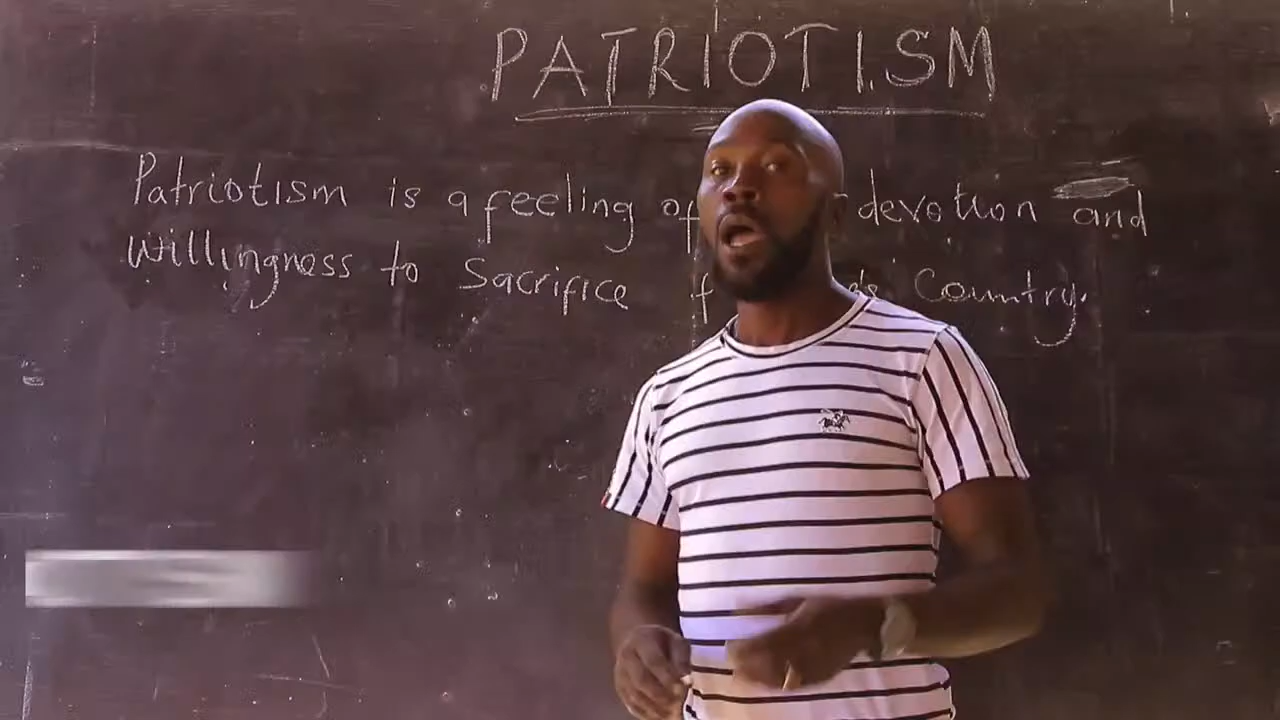 PATRIOTISM
Patriotism is a feeling of devotion and
Willingness to Sacrifice Country.